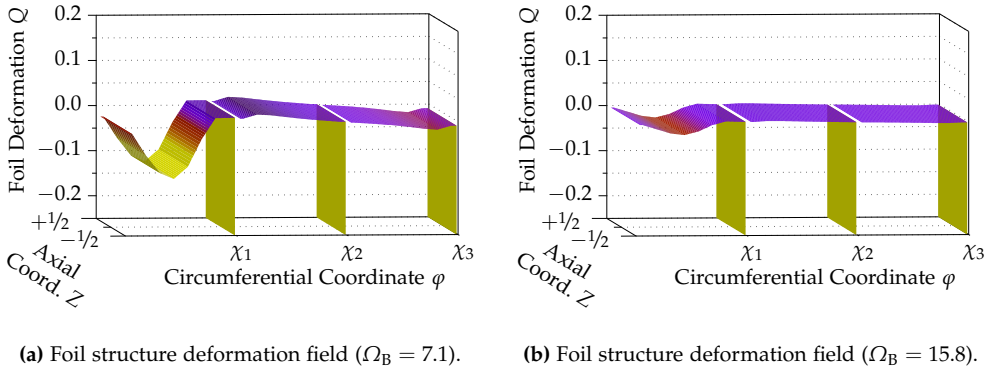 0.2
0.1
0.0
−0.1
−0.2
Foil Deformation Q
+1/2
−1/2
Axial
Coord. Z
χ1
χ2
χ3
Circumferential Coordinate φ
(a) Foil structure deformation field (ΩB = 7.1).
0.2
0.1
0.0
−0.1
−0.2
Foil Deformation Q
+1/2
−1/2
Axial
Coord. Z
χ1
χ2
χ3
Circumferential Coordinate φ
(b) Foil structure deformation field (ΩB = 15.8).